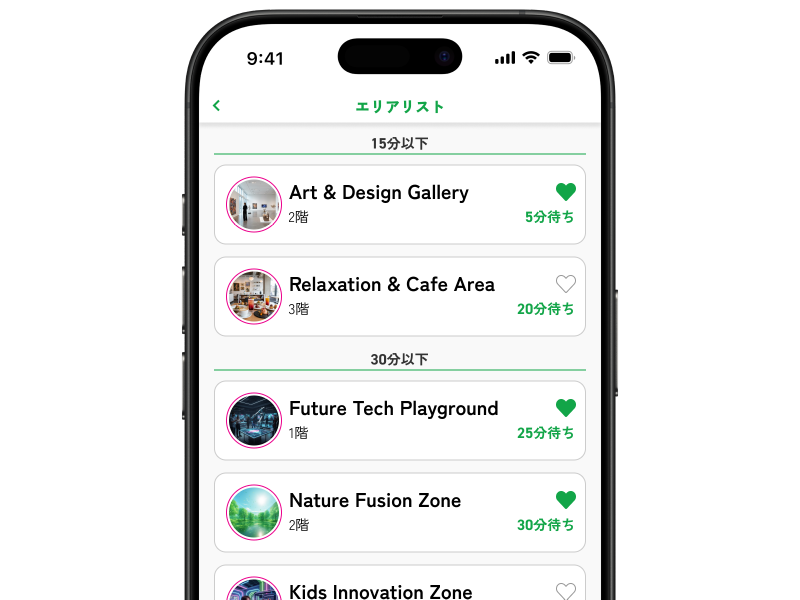 9:41
エリアリスト
15分以下
Art & Design Gallery
2階
5分待ち
Relaxation & Cafe Area
3階
20分待ち
30分以下
Future Tech Playground
1階
25分待ち
Nature Fusion Zone
2階
30分待ち
Kids Innovation Zone